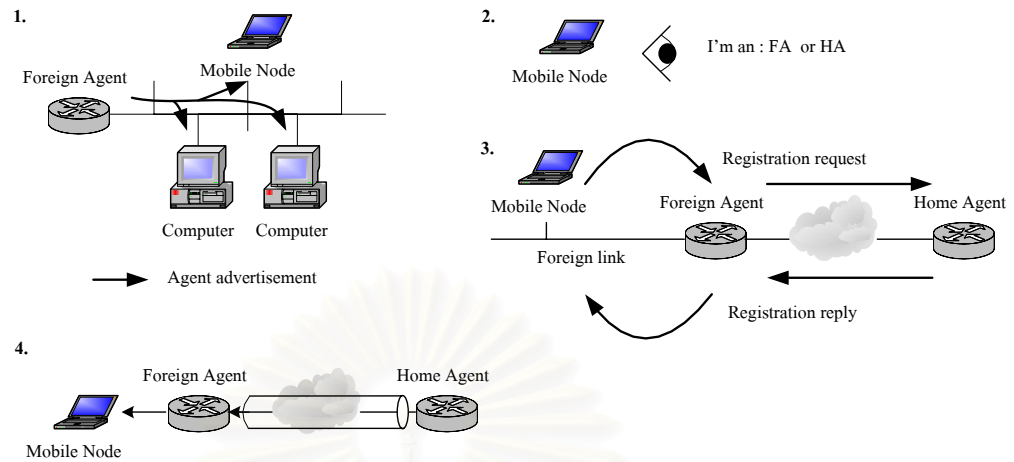 1.
Mobile Node
Foreign Agent
Computer
Computer
Agent advertisement
2.
Mobile Node
I'm an : FA or HA
3.
Registration request
Mobile Node
Foreign Agent
Home Agent
Foreign link
Registration reply
4.
Foreign Agent
Home Agent
Mobile Node